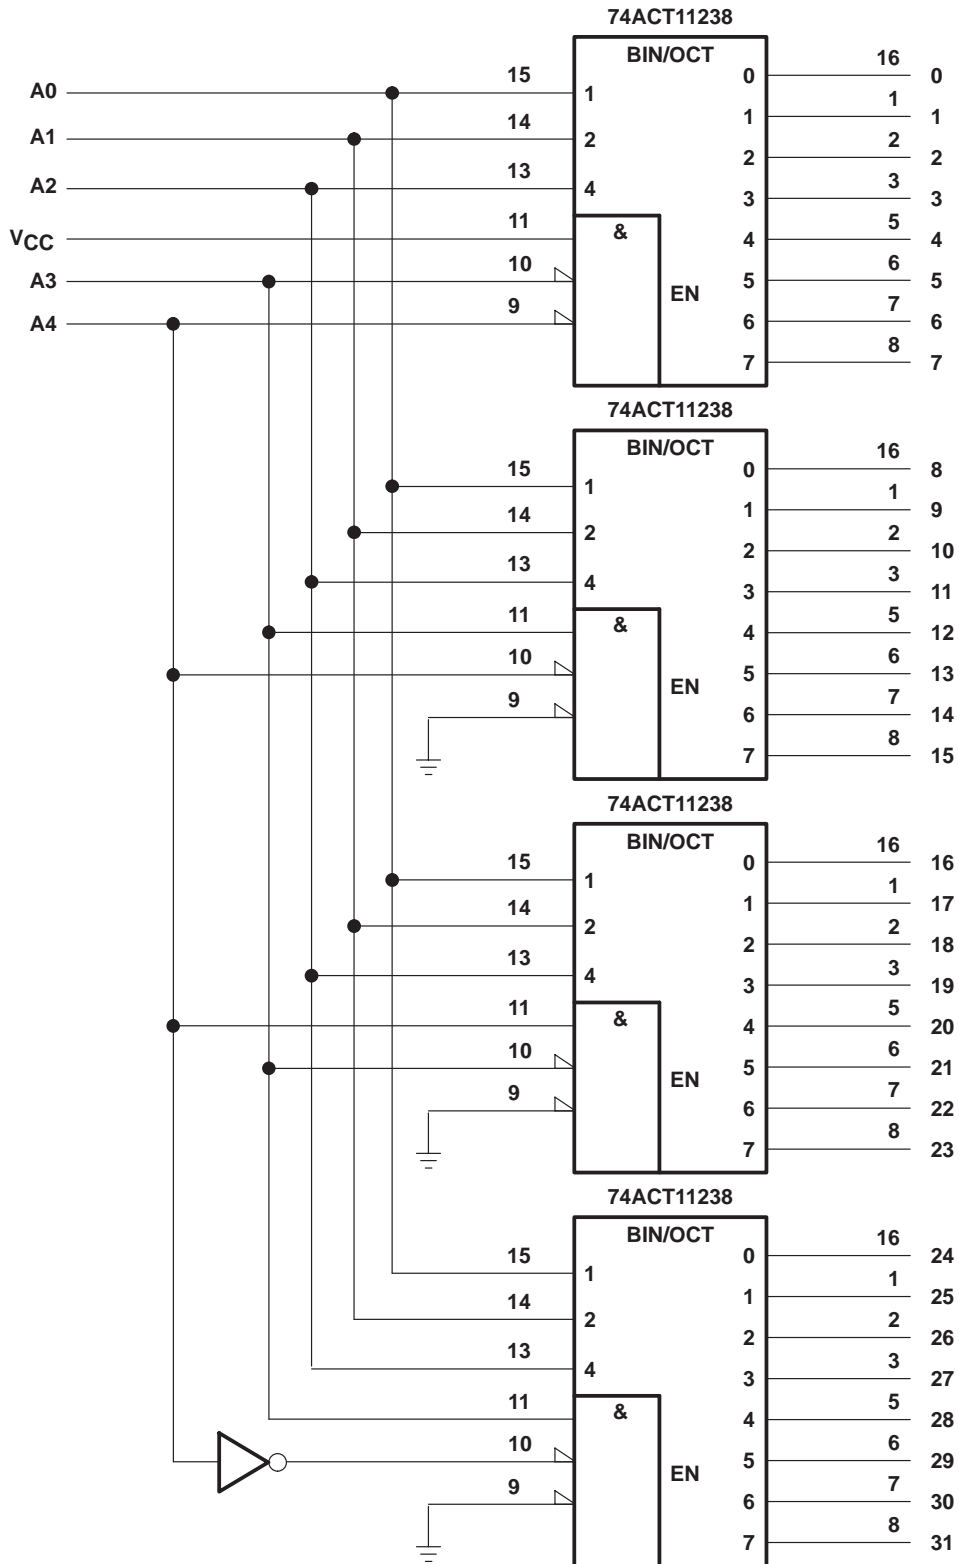 74ACT11238
BIN/OCT
A0 15 1 0 16 0
A1 14 2 1 1 1
A2 13 4 2 2 2
3 3 3
VCC 11 & 4 5 4
A3 10 EN 5 6 5
A4 9 6 7 6
7 8 7
74ACT11238
BIN/OCT
15 1 0 16 8
14 2 1 1 9
13 4 2 2 10
3 3 11
11 & 4 5 12
10 EN 5 6 13
9 6 7 14
7 8 15
74ACT11238
BIN/OCT
15 1 0 16 16
14 2 1 1 17
13 4 2 2 18
3 3 19
11 & 4 5 20
10 EN 5 6 21
9 6 7 22
7 8 23
74ACT11238
BIN/OCT
15 1 0 16 24
14 2 1 1 25
13 4 2 2 26
3 3 27
11 & 4 5 28
10 EN 5 6 29
9 6 7 30
7 8 31